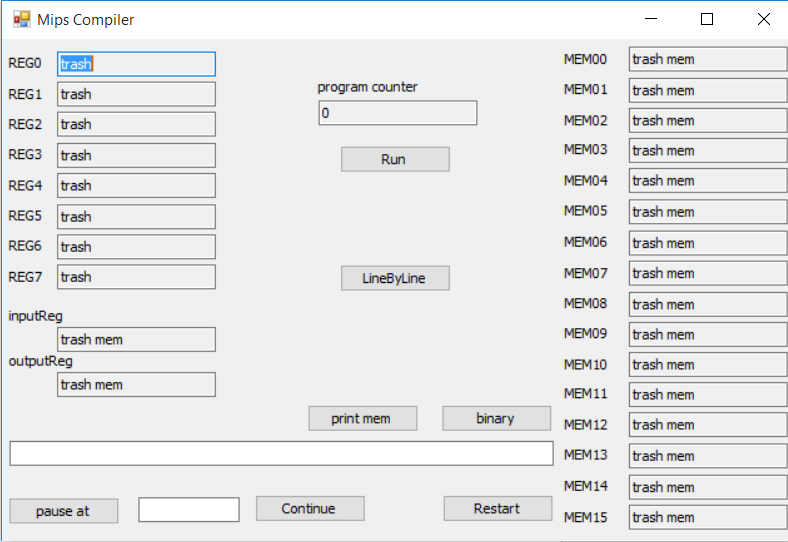 Mips Compiler
REG0 trash
REG1 trash
REG2 trash
REG3 trash
REG4 trash
REG5 trash
REG6 trash
REG7 trash
inputReg
trash mem
outputReg
trash mem
program counter
0
Run
LineByLine
print mem binary
pause at Continue Restart
MEM00 trash mem
MEM01 trash mem
MEM02 trash mem
MEM03 trash mem
MEM04 trash mem
MEM05 trash mem
MEM06 trash mem
MEM07 trash mem
MEM08 trash mem
MEM09 trash mem
MEM10 trash mem
MEM11 trash mem
MEM12 trash mem
MEM13 trash mem
MEM14 trash mem
MEM15 trash mem